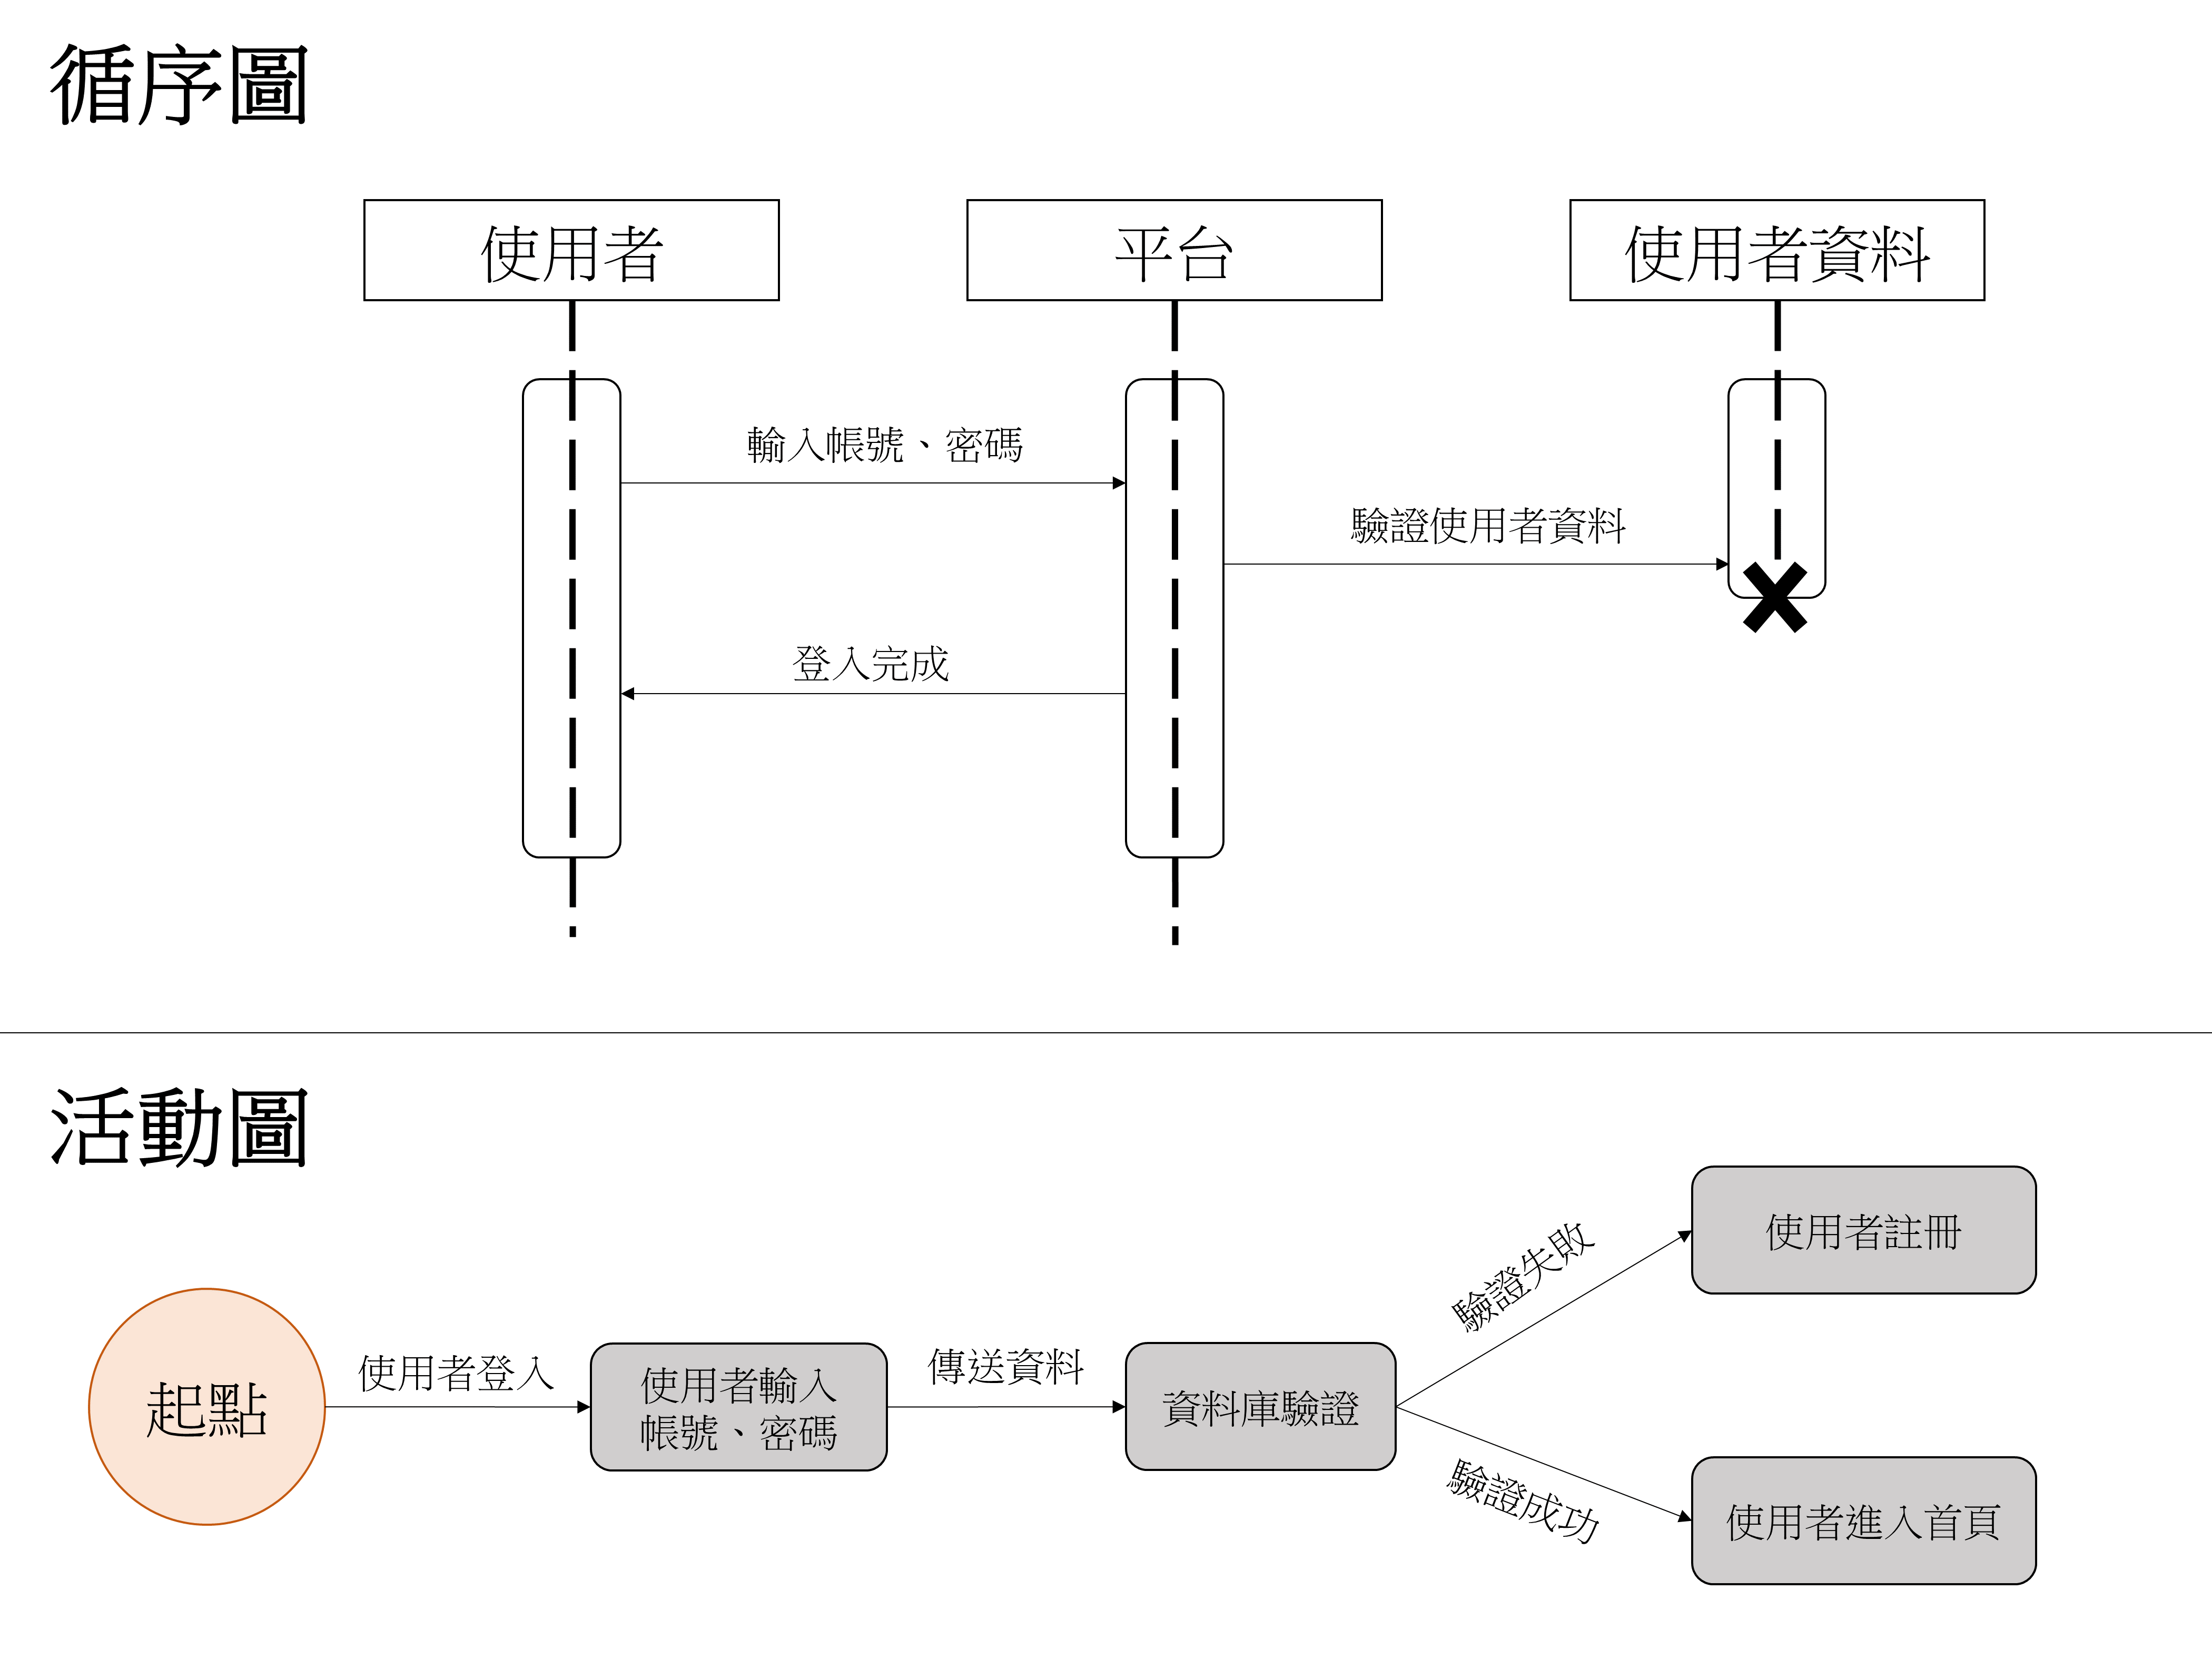 循序圖
使用者
平台
使用者資料
輸入帳號、密碼
驗證使用者資料
登入完成
活動圖
起點
使用者登入
使用者輸入
帳號、密碼
傳送資料
資料庫驗證
驗證失敗
使用者註冊
驗證成功
使用者進入首頁